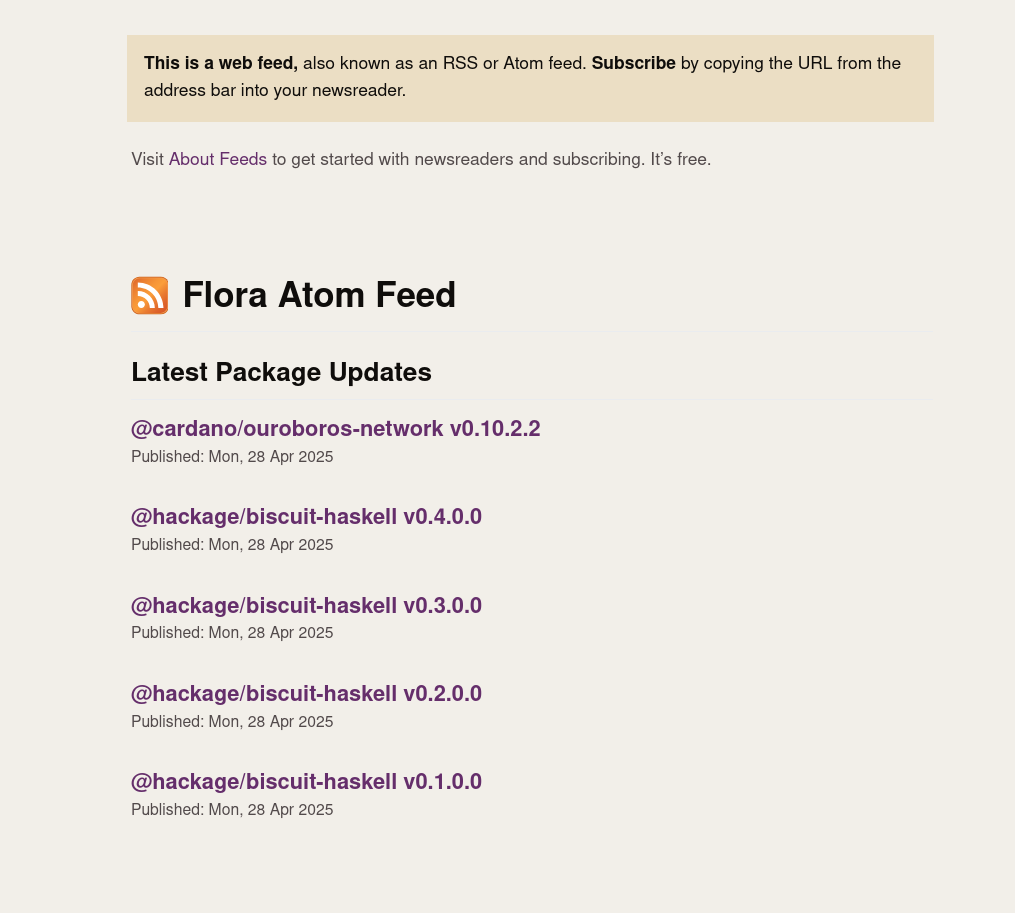 This is a web feed, also known as an RSS or Atom feed. Subscribe by copying the URL from the
address bar into your newsreader.
Visit About Feeds to get started with newsreaders and subscribing. It’s free.
Flora Atom Feed
Latest Package Updates
@cardano/ouroboros-network v0.10.2.2
Published: Mon, 28 Apr 2025
@hackage/biscuit-haskell v0.4.0.0
Published: Mon, 28 Apr 2025
@hackage/biscuit-haskell v0.3.0.0
Published: Mon, 28 Apr 2025
@hackage/biscuit-haskell v0.2.0.0
Published: Mon, 28 Apr 2025
@hackage/biscuit-haskell v0.1.0.0
Published: Mon, 28 Apr 2025